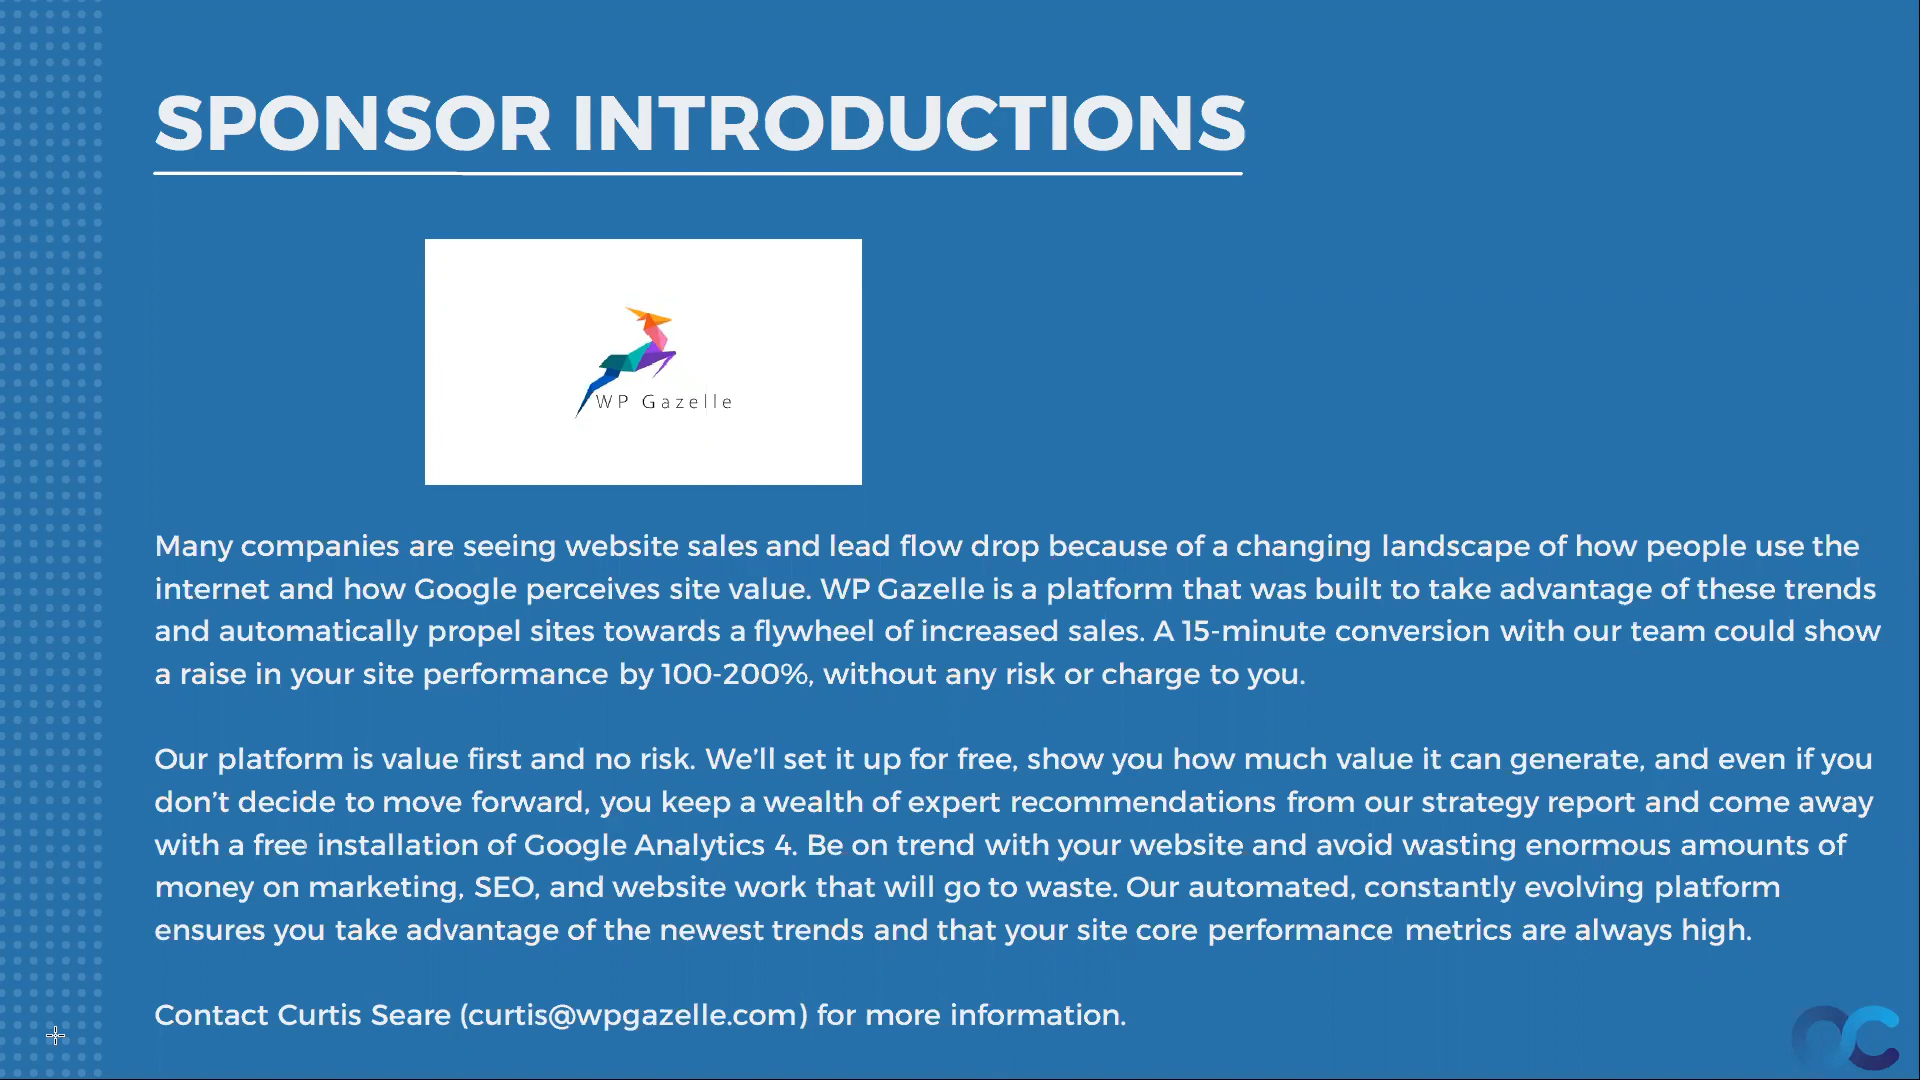 SPONSOR INTRODUCTIONS
WP Gazelle
Many companies are seeing website sales and lead flow drop because of a changing landscape of how people use the
internet and how Google perceives site value. WP Gazelle is a platform that was built to take advantage of these trends
and automatically propel sites towards a flywheel of increased sales. A 15-minute conversion with our team could show
a raise in your site performance by 100-200%, without any risk or charge to you.
Our platform is value first and no risk. We’ll set it up for free, show you how much value it can generate, and even if you
don’t decide to move forward, you keep a wealth of expert recommendations from our strategy report and come away
with a free installation of Google Analytics 4. Be on trend with your website and avoid wasting enormous amounts of
money on marketing, SEO, and website work that will go to waste. Our automated, constantly evolving platform
ensures you take advantage of the newest trends and that your site core performance metrics are always high.
Contact Curtis Seare (curtis@wpgazelle.com) for more information.